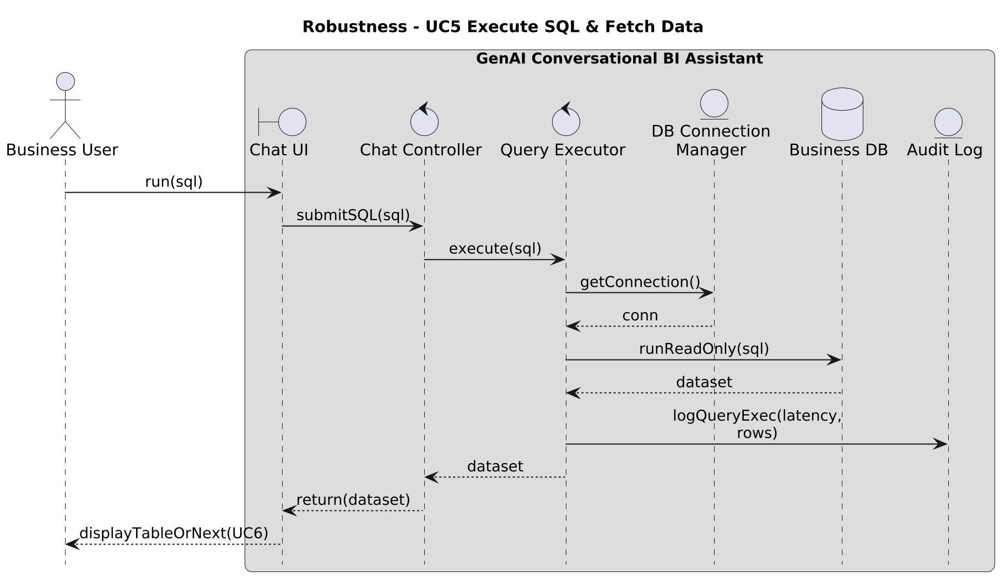 Robustness - UC5 Execute SQL & Fetch Data
GenAI Conversational BI Assistant
Business User
Chat UI
Chat Controller
Query Executor
DB Connection
Manager
Business DB
Audit Log
run(sql)
submitSQL(sql)
execute(sql)
getConnection()
conn
runReadOnly(sql)
dataset
logQueryExec(latency,
rows)
dataset
return(dataset)
displayTableOrNext(UC6)